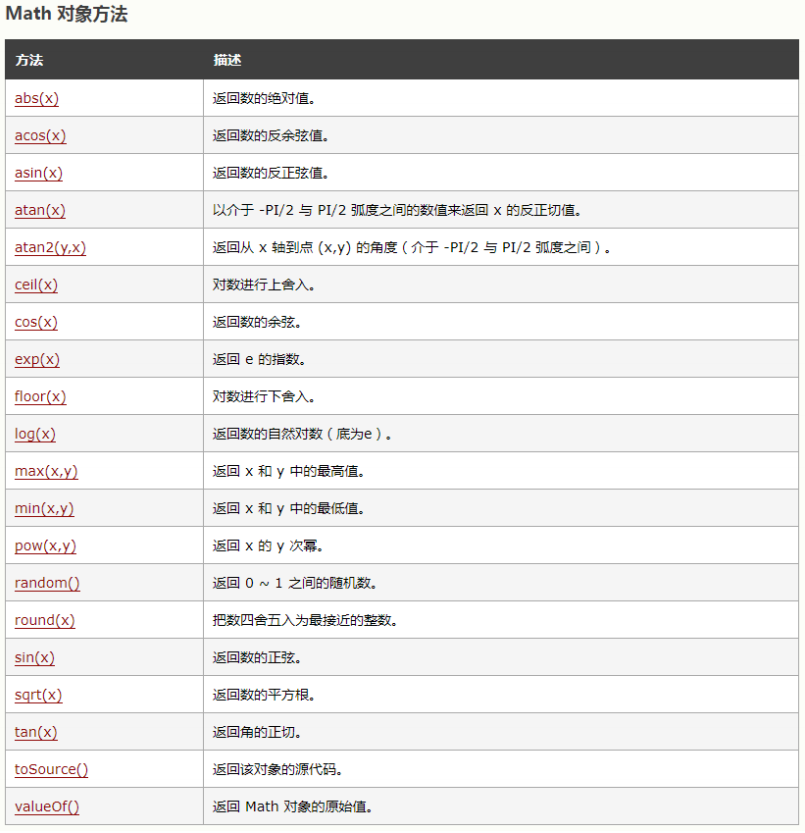 Math 对象方法
方法 描述
abs(x) 返回数的绝对值。
acos(x) 返回数的反余弦值。
asin(x) 返回数的反正弦值。
atan(x) 以介于 -PI/2 与 PI/2 弧度之间的数值来返回 x 的反正切值。
atan2(y,x) 返回从 x 轴到点 (x,y) 的角度（介于 -PI/2 与 PI/2 弧度之间）。
ceil(x) 对数进行上舍入。
cos(x) 返回数的余弦。
exp(x) 返回 e 的指数。
floor(x) 对数进行下舍入。
log(x) 返回数的自然对数（底为e）。
max(x,y) 返回 x 和 y 中的最高值。
min(x,y) 返回 x 和 y 中的最低值。
pow(x,y) 返回 x 的 y 次幂。
random() 返回 0 ~ 1 之间的随机数。
round(x) 把数四舍五入为最接近的整数。
sin(x) 返回数的正弦。
sqrt(x) 返回数的平方根。
tan(x) 返回角的正切。
toSource() 返回该对象的源代码。
valueOf() 返回 Math 对象的原始值。